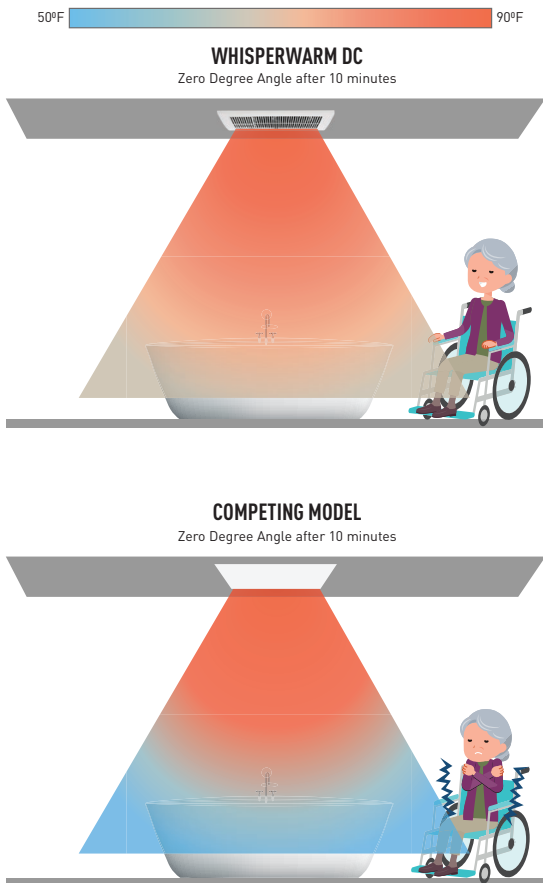 50ºF
90ºF
WHISPERWARM DC
Zero Degree Angle after 10 minutes
COMPETING MODEL
Zero Degree Angle after 10 minutes